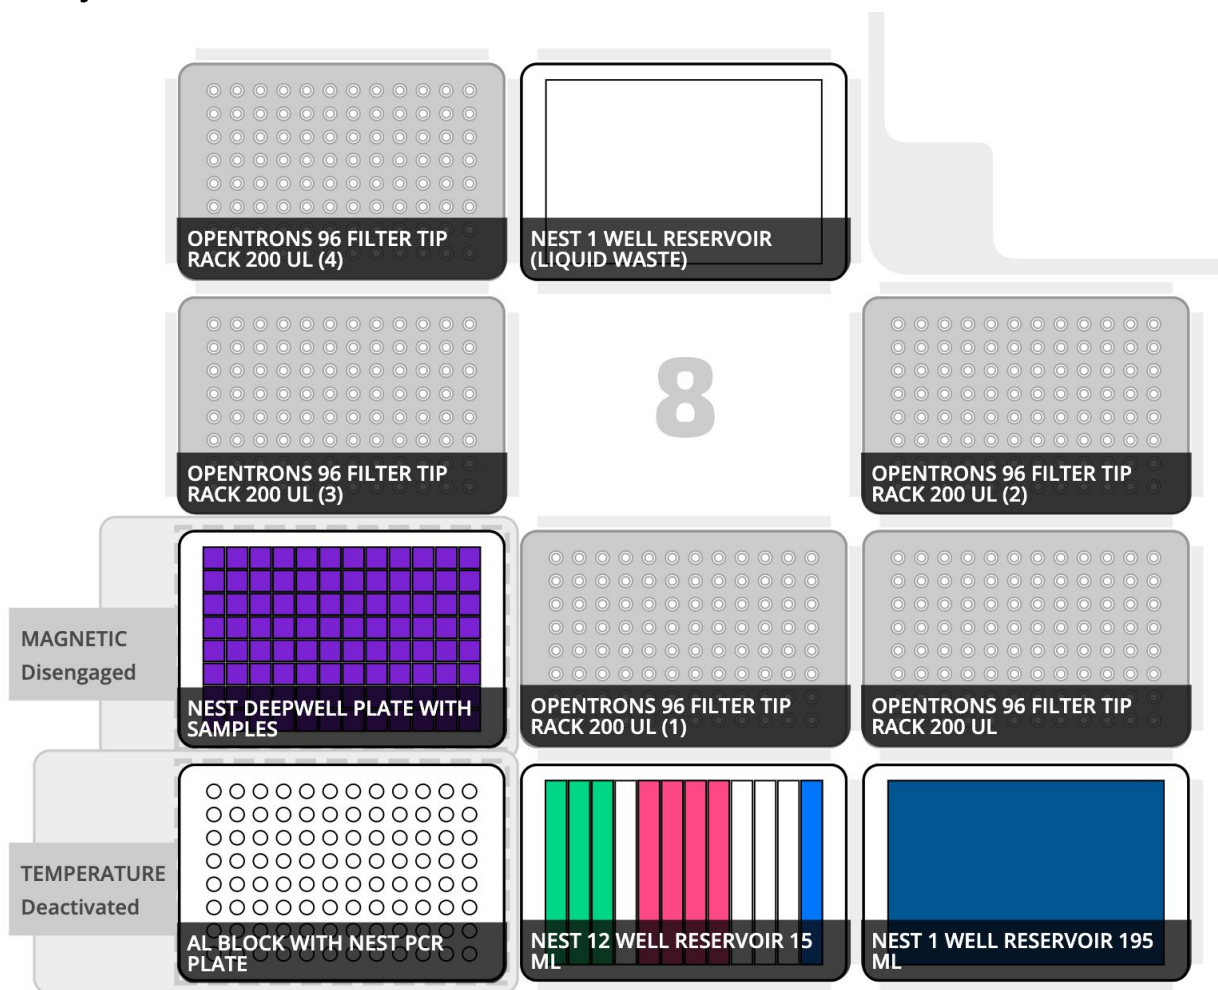 OPENTRONS 96 FILTER TIP
RACK 200 UL (4)
NEST 1 WELL RESERVOIR
(LIQUID WASTE)
OPENTRONS 96 FILTER TIP
RACK 200 UL (3)
8
OPENTRONS 96 FILTER TIP
RACK 200 UL (2)
MAGNETIC
Disengaged
NEST DEEPWELL PLATE WITH
SAMPLES
OPENTRONS 96 FILTER TIP
RACK 200 UL (1)
OPENTRONS 96 FILTER TIP
RACK 200 UL
TEMPERATURE
Deactivated
AL BLOCK WITH NEST PCR
PLATE
NEST 12 WELL RESERVOIR 15
ML
NEST 1 WELL RESERVOIR 195
ML